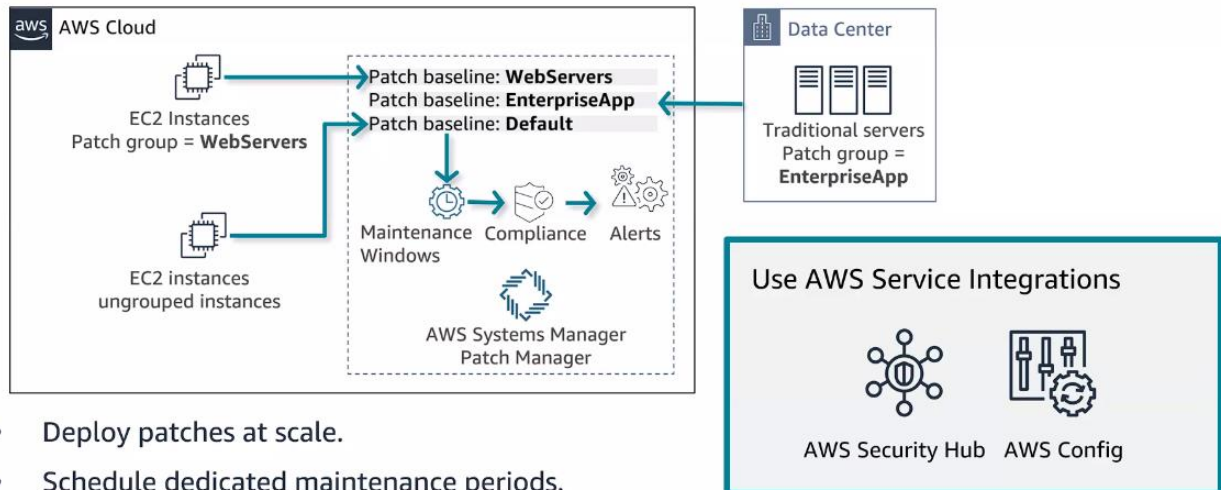 aws AWS Cloud
EC2 Instances
Patch group = WebServers
EC2 instances
ungrouped instances
Patch baseline: WebServers
Patch baseline: EnterpriseApp
Patch baseline: Default
Maintenance
Windows
Compliance
Alerts
AWS Systems Manager
Patch Manager
Data Center
Traditional servers
Patch group =
EnterpriseApp
Use AWS Service Integrations
AWS Security Hub
AWS Config
• Deploy patches at scale.
Schedule dedicated maintenance periods.